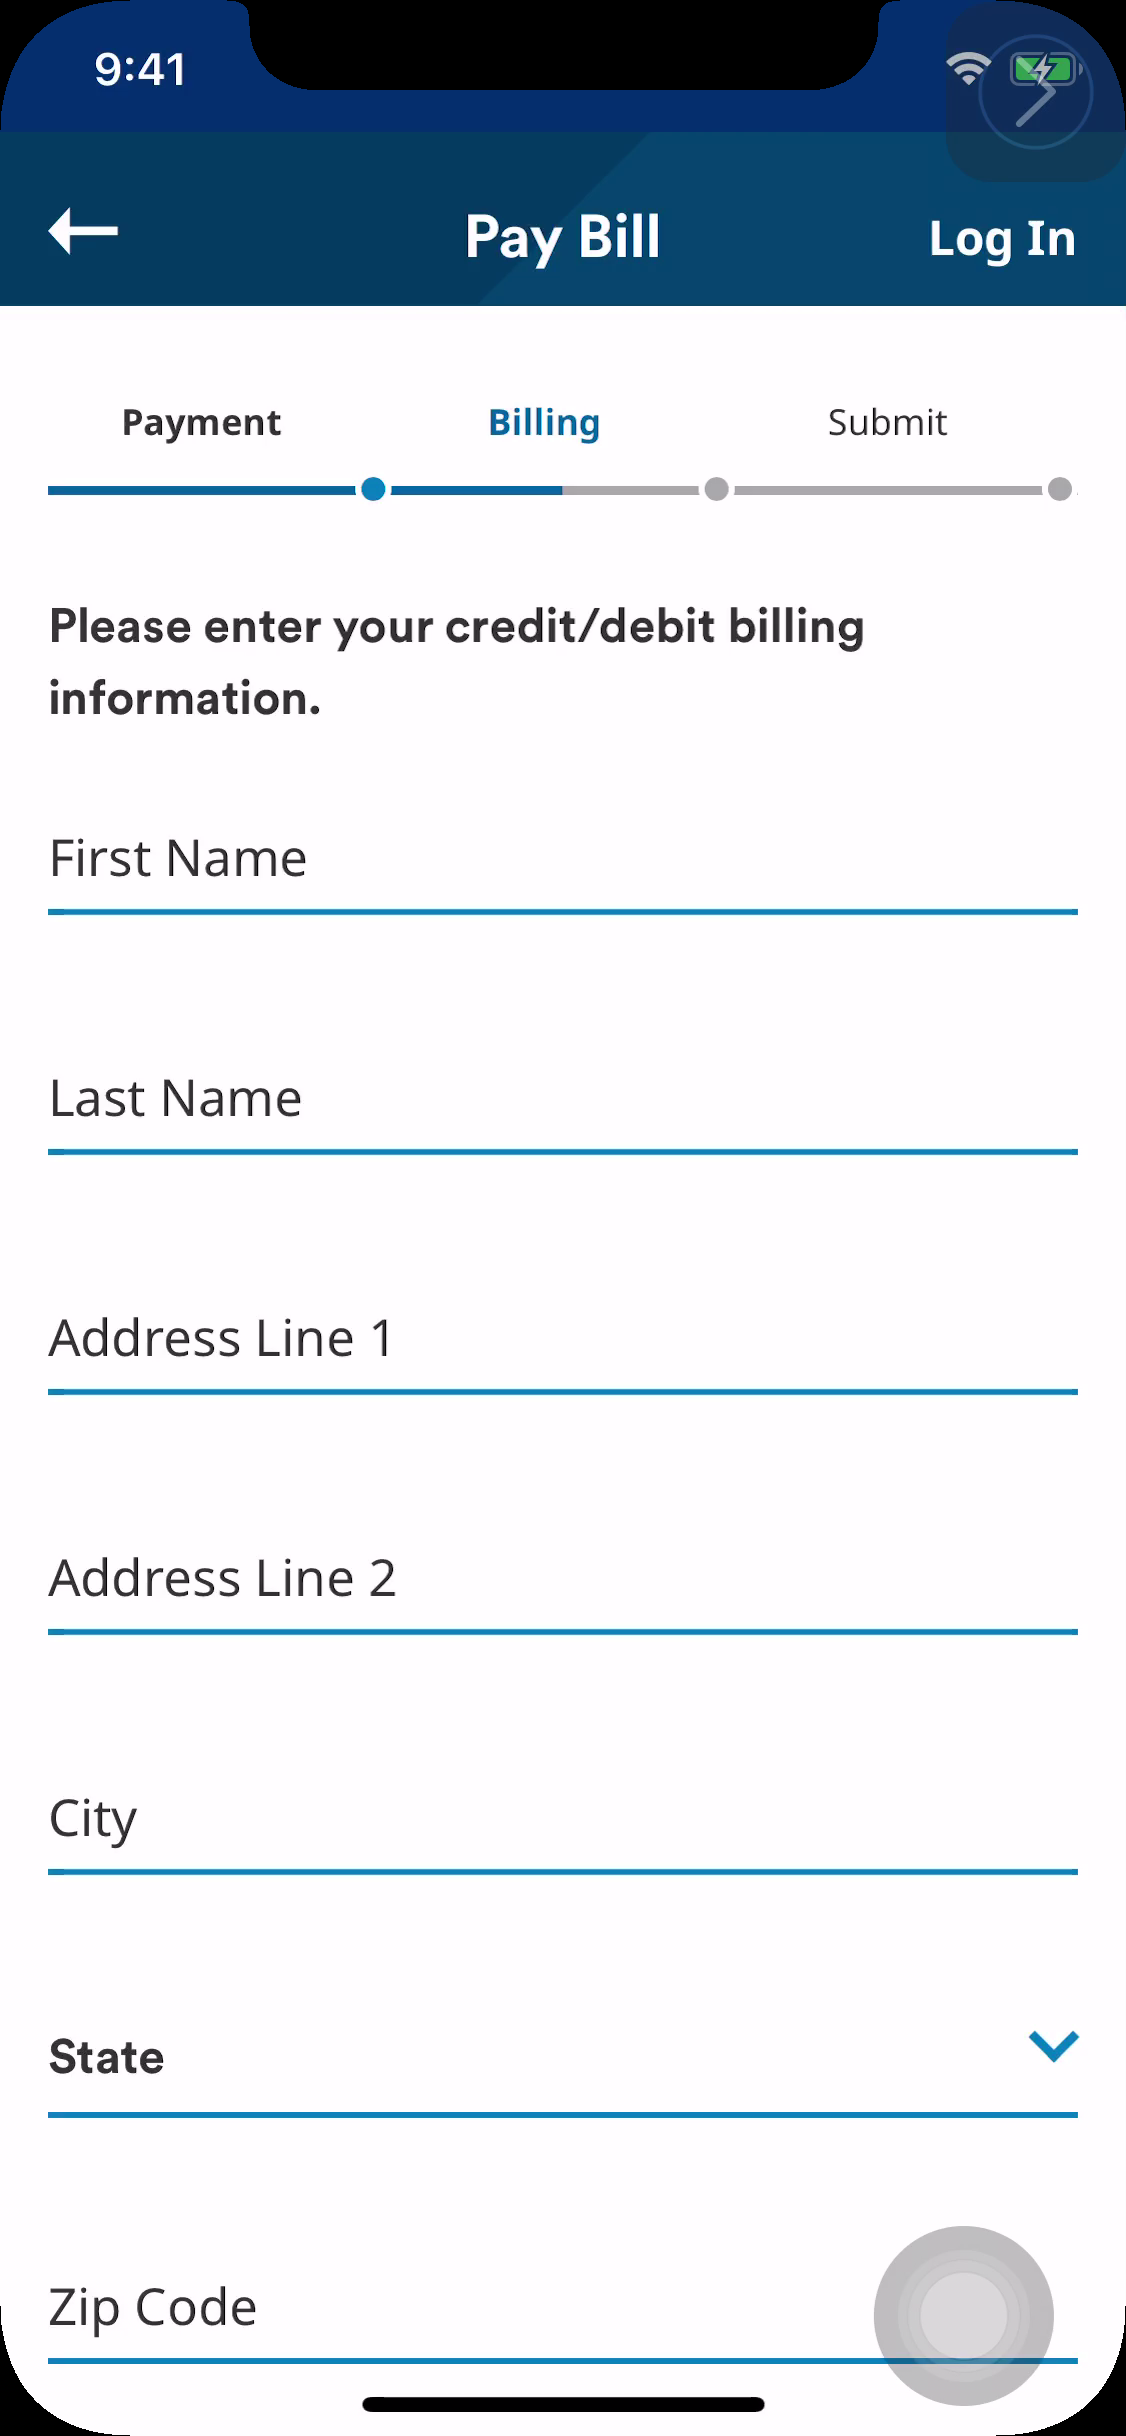 9:41
Pay Bill
Log In
Payment
Billing
Submit
Please enter your credit/debit billing
information.
First Name
Last Name
Address Line 1
Address Line 2
City
State
Zip Code